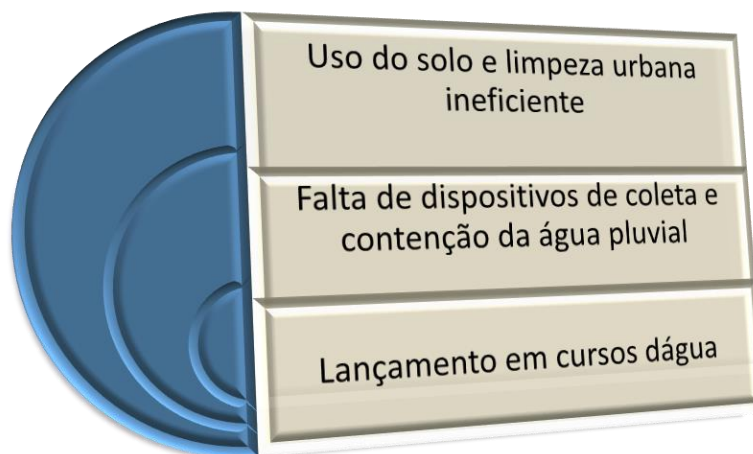 Uso do solo e limpeza urbana
ineficiente
Falta de dispositivos de coleta e
contenção da água pluvial
Lançamento em cursos dágua